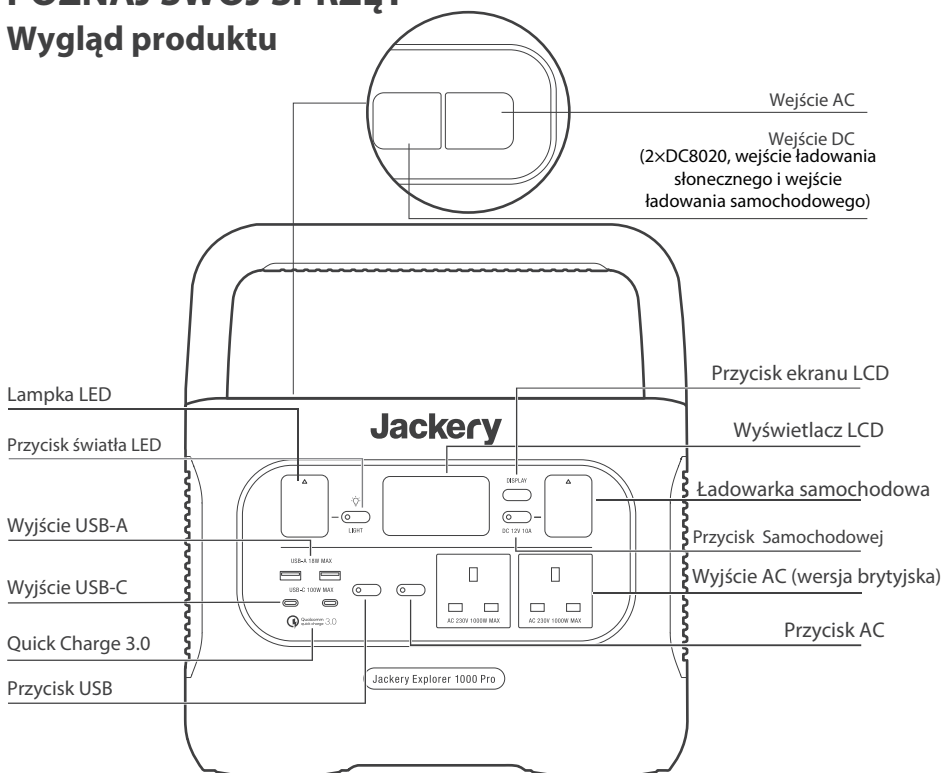 POZNAJ SWÓJ SPRZĘT
Wygląd produktu
Wejście AC
Wejście DC
(2×DC8020, wejście ładowania
słonecznego i wejście
ładowania samochodowego)
Przycisk ekranu LCD
Lampka LED
Jackery
Wyświetlacz LCD
Przycisk światła LED
DISPLAY
Ładowarka samochodowa
LIGHT
DC 12V 10A
Wyjście USB-A
Przycisk Samochodowej
USB-A 18W MAX
Wyjście AC (wersja brytyjska)
Wyjście USB-C
USB-C 100W MAX
AC 230V 1000W MAX
AC 230V 1000W MAX
Qualcomm
quick charge 3.0
Przycisk AC
Quick Charge 3.0
Jackery Explorer 1000 Pro
Przycisk USB